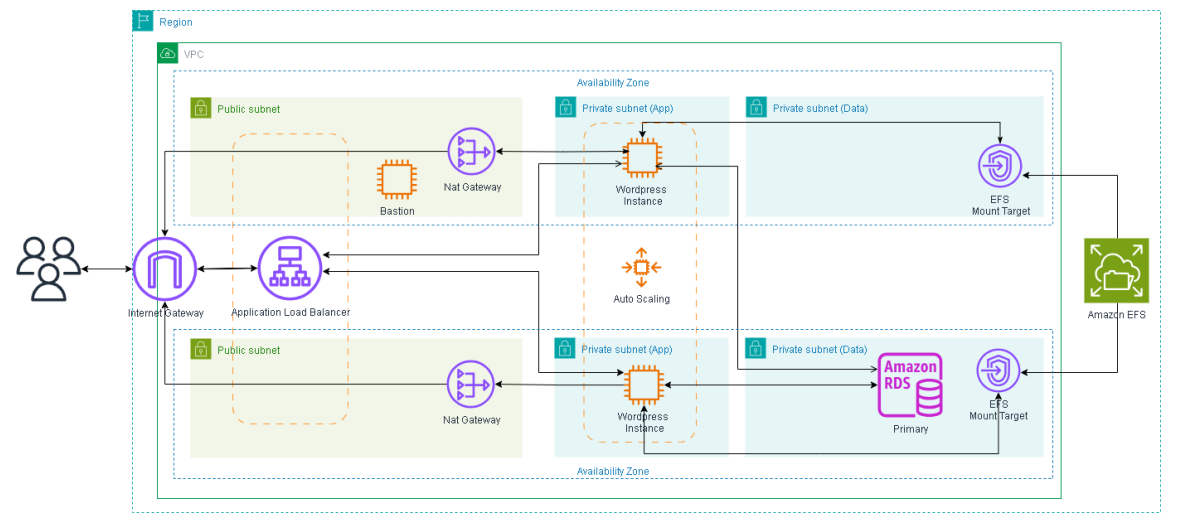 Region
VPC
Availability Zone
Public subnet
Private subnet (App)
Private subnet (Data)
Nat Gateway
Bastion
Wordpress
Instance
EFS
Mount Target
Auto Scaling
Internet Gateway
Application Load Balancer
Amazon EFS
Public subnet
Private subnet (App)
Private subnet (Data)
Amazon
RDS
Nat Gateway
Wordpress
Instance
Primary
EFS
Mount Target
Availability Zone